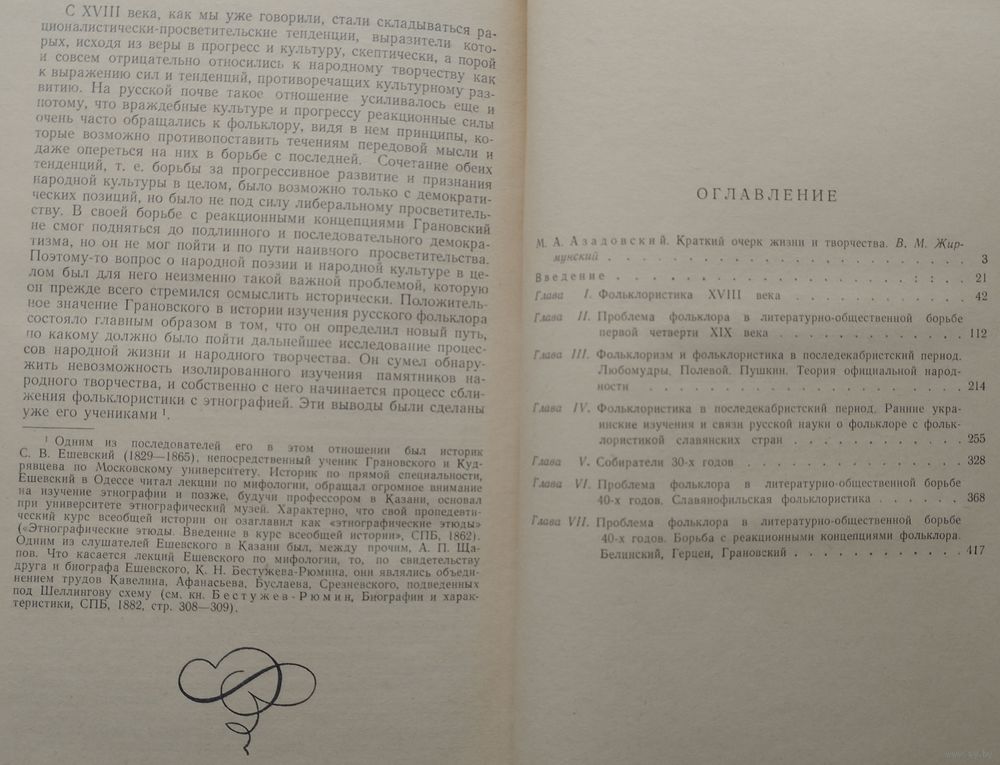 С XVIII века, как мы уже говорили, стали складываться ра-
ционалистически-просветительские тенденции, выразители кото-
рых, исходя из веры в прогресс и культуру, скептически, а порой
и совсем отрицательно относились к народному творчеству как
к выражению сил и тенденций, противоречащих культурному раз-
витию. На русской почве такое отношение усиливалось еще и
потому, что враждебные культуре и прогрессу реакционные силы
очень часто обращались к фольклору, видя в нем принципы, ко-
торые возможно противопоставить течениям передовой мысли и
даже опереться на них в борьбе с последней. Сочетание обеих
тенденций, т. е. борьбы за прогрессивное развитие и признания
народной культуры в целом, было возможно только с демократи-
ческих позиций, но было не под силу либеральному просветитель-
ству. В своей борьбе с реакционными концепциями Грановский
не смог подняться до подлинного и последовательного демокра-
тизма, но он не мог пойти и по пути наивного просветительства.
Поэтому-то вопрос о народной поэзии и народной культуре в це-
лом был для него неизменно такой важной проблемой, которую
он прежде всего стремился осмыслить исторически. Положитель-
ное значение Грановского в истории изучения русского фольклора
состояло главным образом в том, что он определил новый путь,
по какому должно было пойти дальнейшее исследование процес-
сов народной жизни и народного творчества. Он сумел обнару-
жить невозможность изолированного изучения памятников на-
родного творчества, и собственно с него начинается процесс сбли-
жения фольклористики с этнографией. Эти выводы были сделаны
уже его учениками ¹.
¹ Одним из последователей его в этом отношении был историк
С. В. Ешевский (1829—1865), непосредственный ученик Грановского и Куд-
рявцева по Московскому университету. Историк по прямой специальности,
Ешевский в Одессе читал лекции по мифологии, обращал огромное внимание
на изучение этнографии и позже, будучи профессором в Казани, основал
при университете этнографический музей. Характерно, что свой пропедевти-
ческий курс всеобщей истории он озаглавил как «этнографические этюды»
(«Этнографические этюды. Введение в курс всеобщей истории», СПБ, 1862).
Одним из слушателей Ешевского в Казани был, между прочим, А. П. Ща-
пов. Что касается лекций Ешевского по мифологии, то, по свидетельству
друга и биографа Ешевского, К. Н. Бестужева-Рюмина, они являлись объеди-
нением трудов Кавелина, Афанасьева, Буслаева, Срезневского, подведенных
под Шеллингову схему (см. кн. Бестужев-Рюмин, Биографии и харак-
теристики, СПБ, 1882, стр. 308—309).
ОГЛАВЛЕНИЕ
М. А. Азадовский. Краткий очерк жизни и творчества. В. М. Жир-
мунский . . . . . . . . . . . . . . . . . . . . 3
Введение . . . . . . . . . . . . . . . . : : . 21
Глава I. Фольклористика XVIII века . . . . . . . . . . 42
Глава II. Проблема фольклора в литературно-общественной борьбе
первой четверти XIX века . . . . . . . . . . . 112
Глава III. Фольклоризм и фольклористика в последекабристский период.
Любомудры. Полевой. Пушкин. Теория официальной народ-
ности . . . . . . . . . . . . . . . . . 214
Глава IV. Фольклористика в последекабристский период. Ранние укра-
инские изучения и связи русской науки о фольклоре с фольк-
лористикой славянских стран . . . . . . . . . . 255
Глава V. Собиратели 30-х годов . . . . . . . . . . . . 328
Глава VI. Проблема фольклора в литературно-общественной борьбе
40-х годов. Славянофильская фольклористика . . . . . . 368
Глава VII. Проблема фольклора в литературно-общественной борьбе
40-х годов. Борьба с реакционными концепциями фольклора.
Белинский, Герцен, Грановский . . . . . . . . . . 417